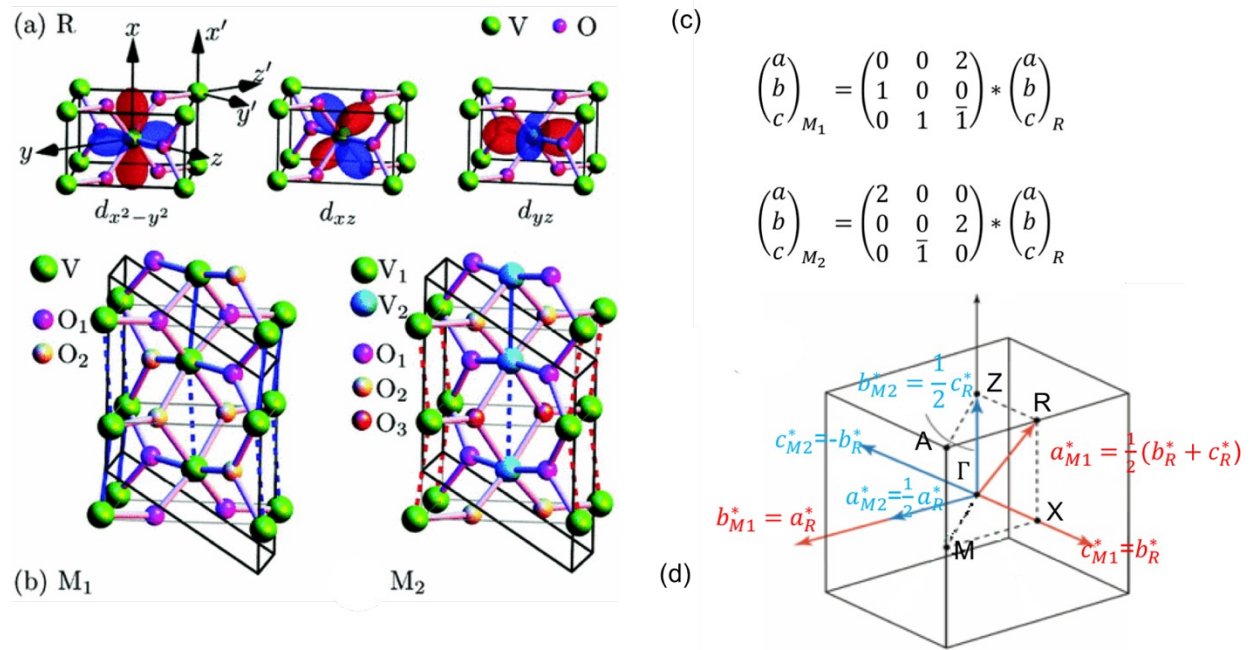 (a) R
x
x′
z′
y′
y
z
V
O
d_{x²−y²}
d_{xz}
d_{yz}
V
O₁
O₂
V₁
V₂
O₁
O₂
O₃
(b) M₁
M₂
(c)
(a b c)_{M₁} = (0 0 2; 1 0 0; 0 1 1̄) * (a b c)_R
(a b c)_{M₂} = (2 0 0; 0 0 2; 0 1̄ 0) * (a b c)_R
b*_{M2} = 1/2 c*_R
Z
R
A
c*_{M2}=-b*_R
Γ
a*_{M1} = 1/2 (b*_R + c*_R)
a*_{M2}=1/2 a*_R
b*_{M1} = a*_R
X
M
c*_{M1}=b*_R
(d)